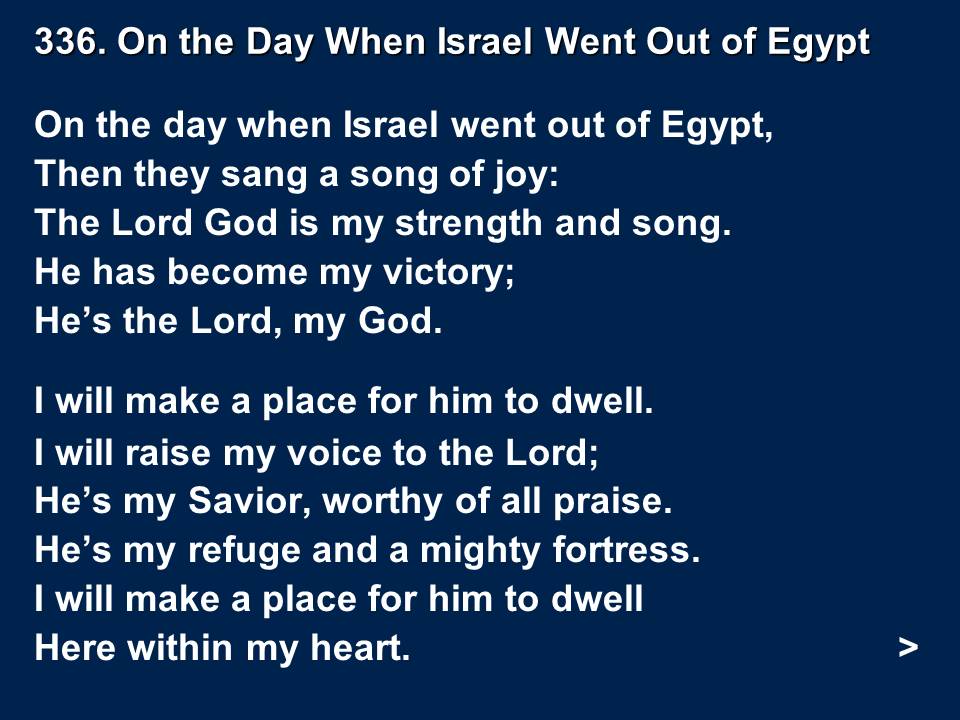 336. On the Day When Israel Went Out of Egypt
On the day when Israel went out of Egypt,
Then they sang a song of joy:
The Lord God is my strength and song.
He has become my victory;
He’s the Lord, my God.
I will make a place for him to dwell.
I will raise my voice to the Lord;
He’s my Savior, worthy of all praise.
He’s my refuge and a mighty fortress.
I will make a place for him to dwell
Here within my heart. >